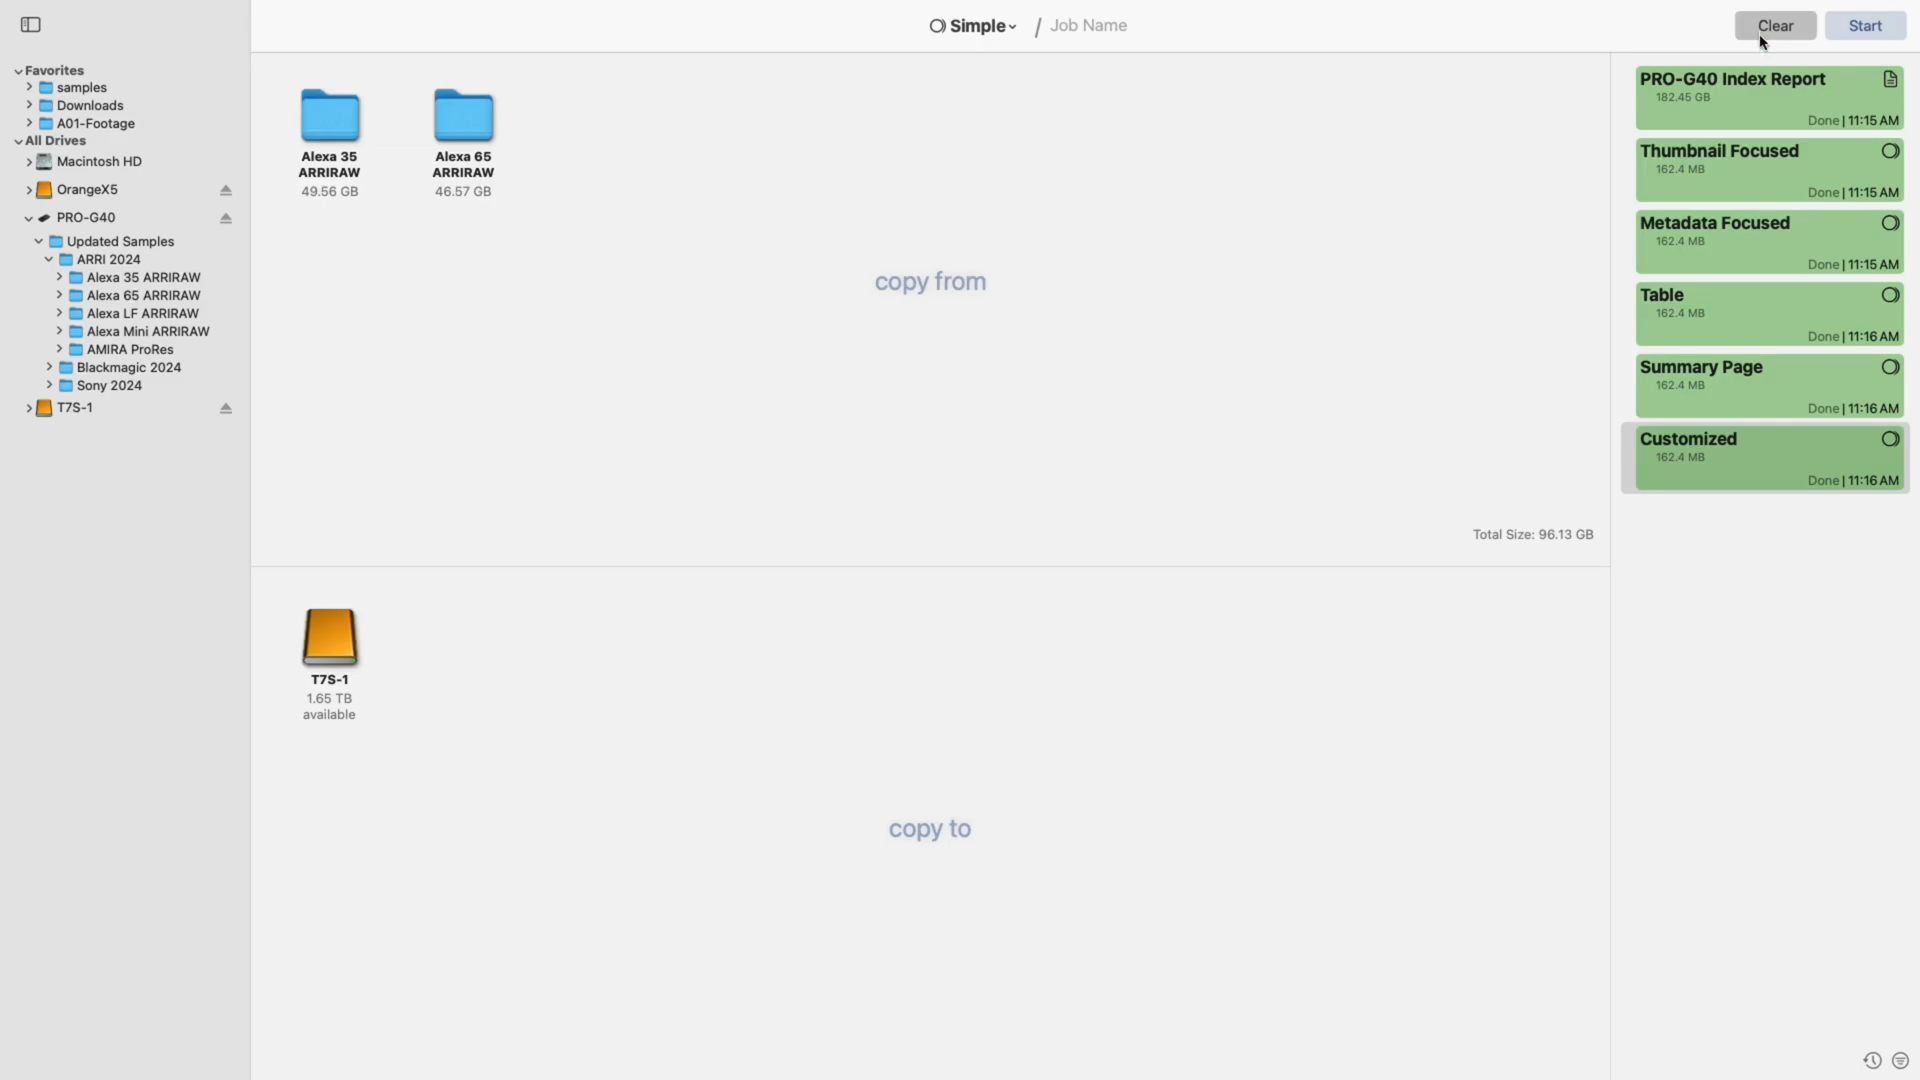 Simple / Job Name
Clear
Start
Favorites
samples
Downloads
A01-Footage
All Drives
Macintosh HD
OrangeX5
PRO-G40
Updated Samples
ARRI 2024
Alexa 35 ARRIRAW
Alexa 65 ARRIRAW
Alexa LF ARRIRAW
Alexa Mini ARRIRAW
AMIRA ProRes
Blackmagic 2024
Sony 2024
T7S-1
Alexa 35
ARRIRAW
49.56 GB
Alexa 65
ARRIRAW
46.57 GB
copy from
Total Size: 96.13 GB
T7S-1
1.65 TB
available
copy to
PRO-G40 Index Report
182.45 GB
Done | 11:15 AM
Thumbnail Focused
162.4 MB
Done | 11:15 AM
Metadata Focused
162.4 MB
Done | 11:15 AM
Table
162.4 MB
Done | 11:16 AM
Summary Page
162.4 MB
Done | 11:16 AM
Customized
162.4 MB
Done | 11:16 AM